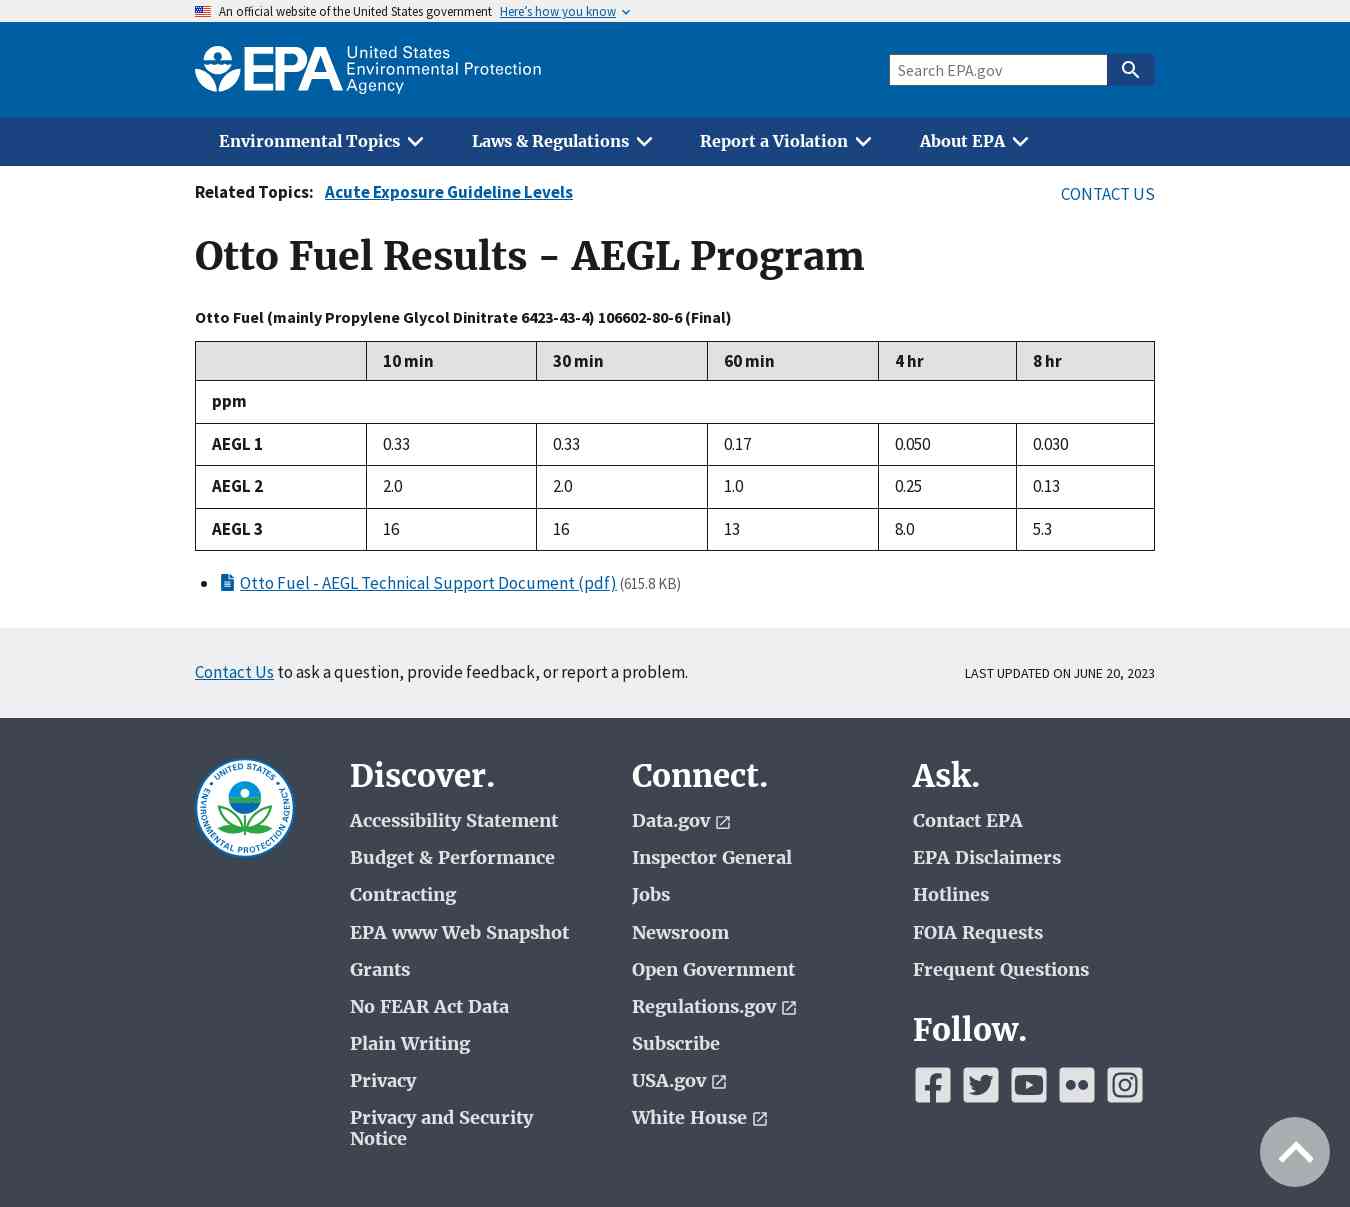 An official website of the United States government Here's how you know
EPA United States
Environmental Protection
Agency
Search EPA.gov
Environmental Topics Laws & Regulations Report a Violation About EPA
Related Topics: Acute Exposure Guideline Levels CONTACT US
Otto Fuel Results - AEGL Program
Otto Fuel (mainly Propylene Glycol Dinitrate 6423-43-4) 106602-80-6 (Final)
10 min 30 min 60 min 4 hr 8 hr
ppm
AEGL 1 0.33 0.33 0.17 0.050 0.030
AEGL 2 2.0 2.0 1.0 0.25 0.13
AEGL 3 16 16 13 8.0 5.3
Otto Fuel - AEGL Technical Support Document (pdf) (615.8 KB)
Contact Us to ask a question, provide feedback, or report a problem. LAST UPDATED ON JUNE 20, 2023
UNITED STATES
ENVIRONMENTAL PROTECTION AGENCY
Discover.
Accessibility Statement
Budget & Performance
Contracting
EPA www Web Snapshot
Grants
No FEAR Act Data
Plain Writing
Privacy
Privacy and Security
Notice
Connect.
Data.gov
Inspector General
Jobs
Newsroom
Open Government
Regulations.gov
Subscribe
USA.gov
White House
Ask.
Contact EPA
EPA Disclaimers
Hotlines
FOIA Requests
Frequent Questions
Follow.